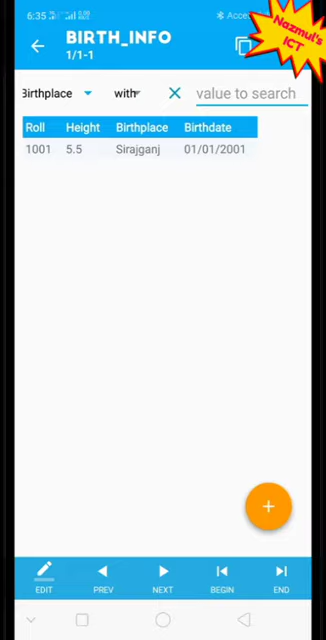 6:35
Acce
Nazmul's
ICT
BIRTH_INFO
1/1-1
Birthplace
with
value to search
Roll Height Birthplace Birthdate
1001 5.5 Sirajganj 01/01/2001
EDIT PREV NEXT BEGIN END